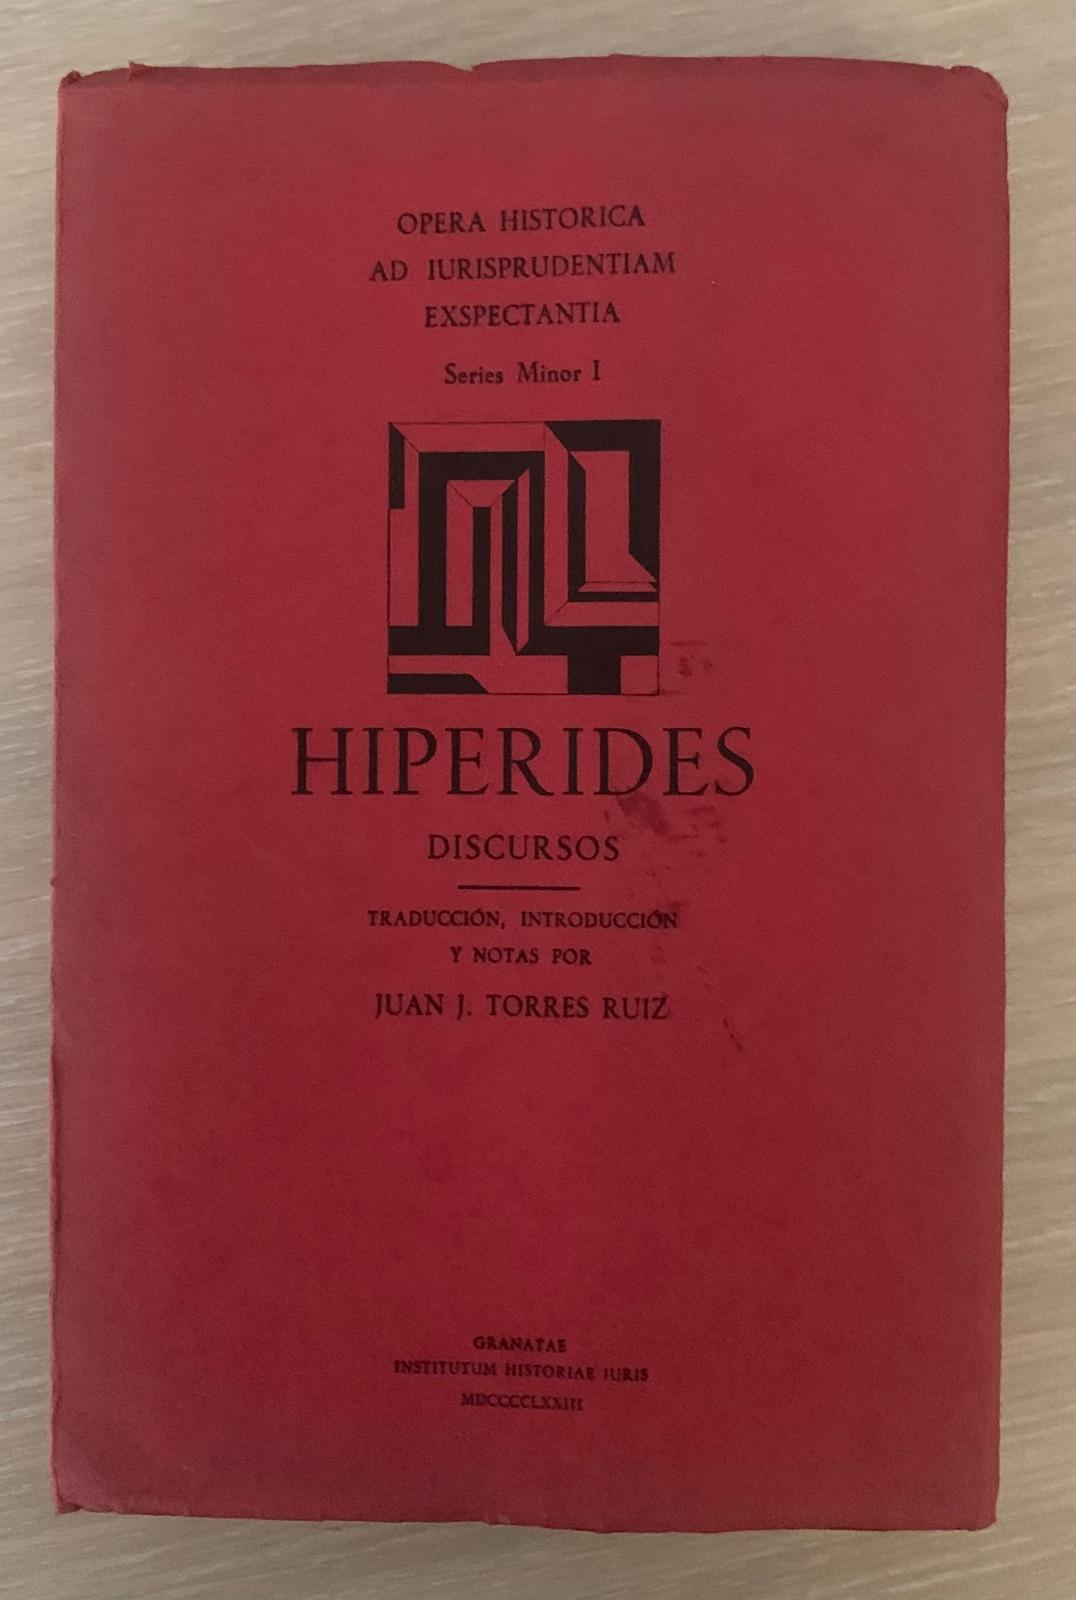 OPERA HISTORICA
AD IURISPRUDENTIAM
EXSPECTANTIA
Series Minor I
HIPERIDES
DISCURSOS
TRADUCCIÓN, INTRODUCCIÓN
Y NOTAS POR
JUAN J. TORRES RUIZ
GRANATAE
INSTITUTUM HISTORIAE IURIS
MDCCCCLXXIII